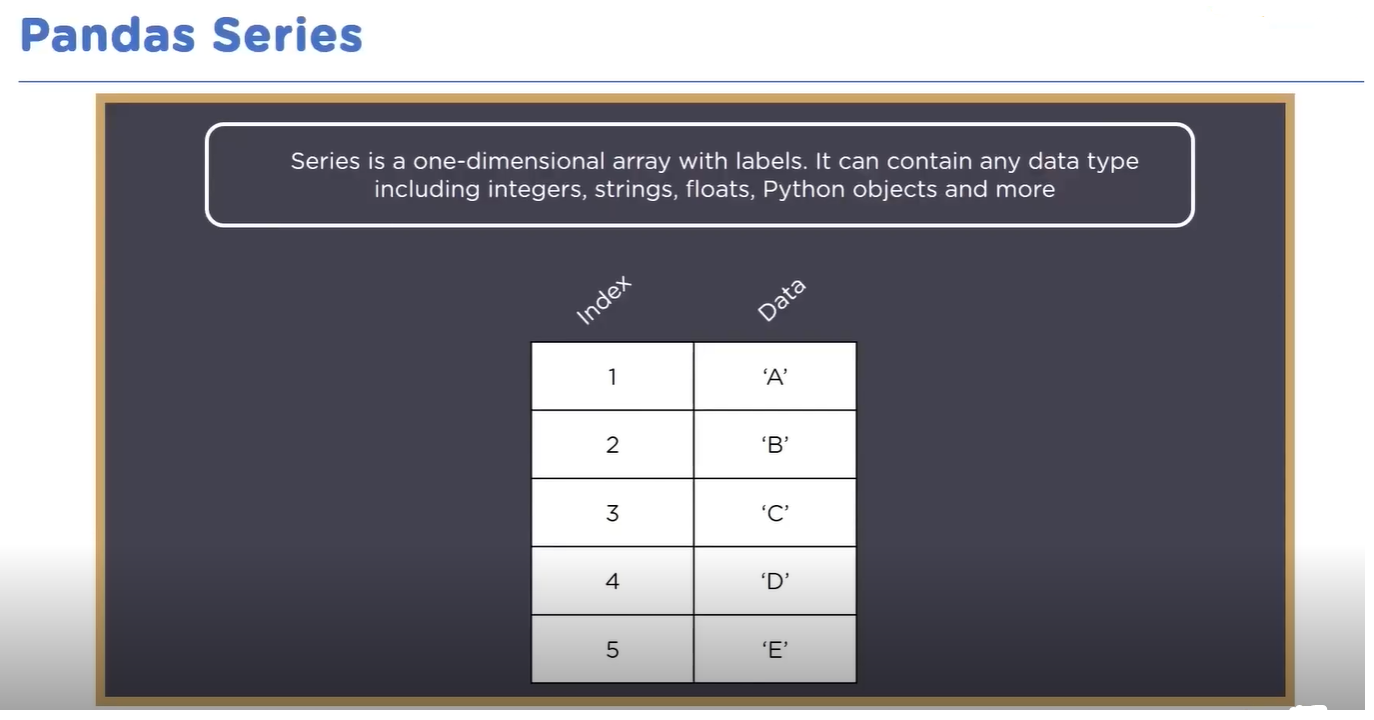 Pandas Series
Series is a one-dimensional array with labels. It can contain any data type
including integers, strings, floats, Python objects and more
Index Data
1 ‘A’
2 ‘B’
3 ‘C’
4 ‘D’
5 ‘E’